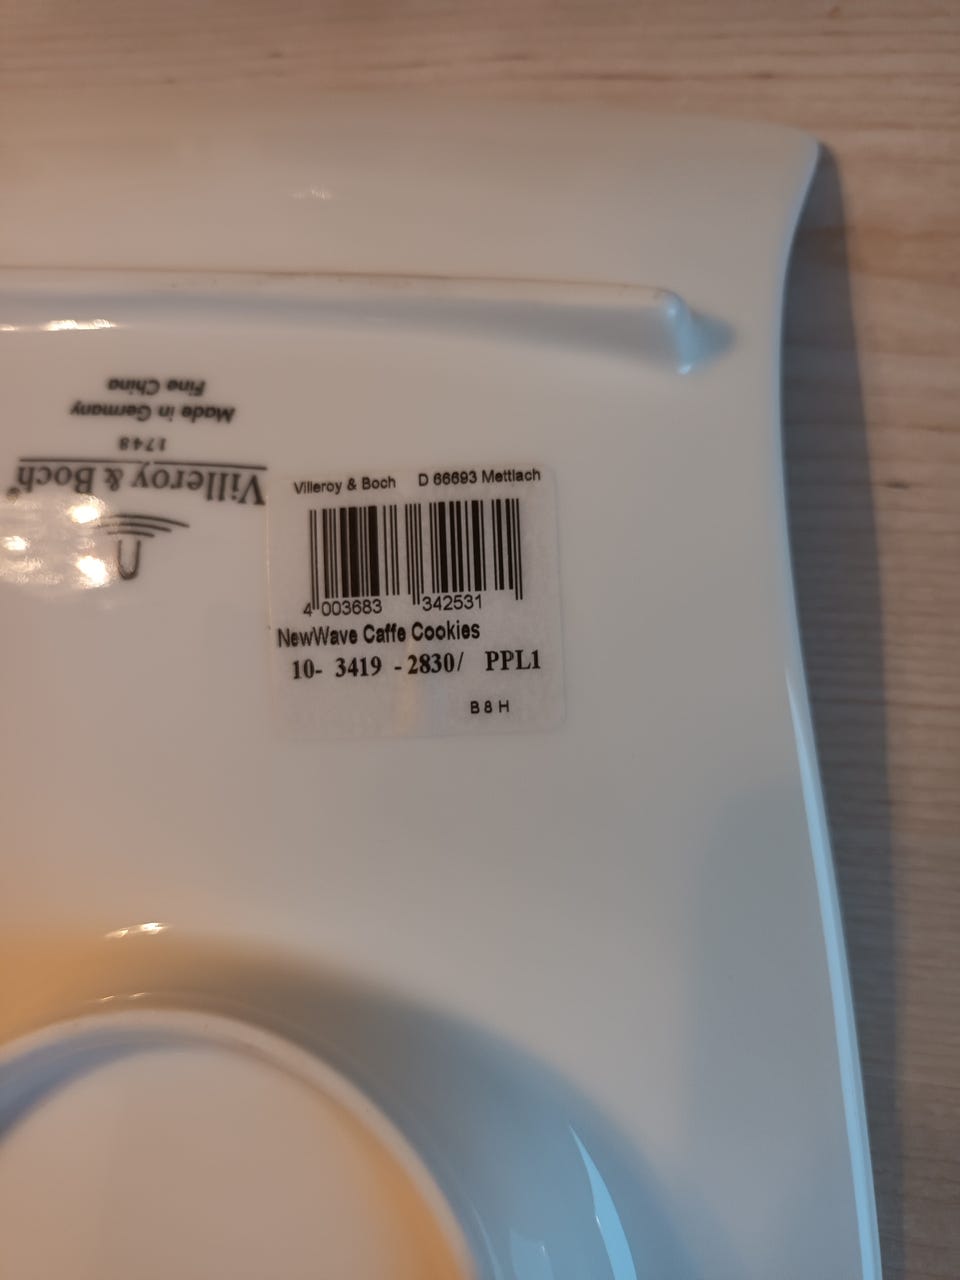 Villeroy & Boch D 66693 Mettlach
4 003683 342531
NewWave Caffe Cookies
10- 3419 - 2830/ PPL1
B 8 H
Villeroy & Boch
1748
Made in Germany
Fine China